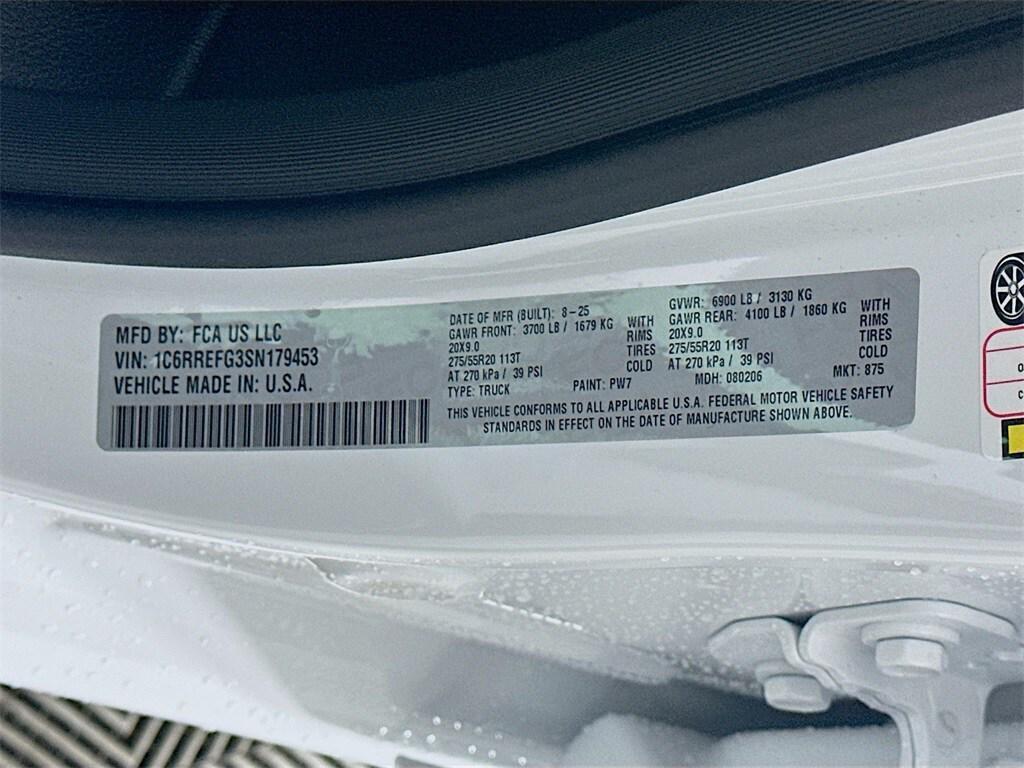 MFD BY: FCA US LLC
VIN: 1C6RREFG3SN179453
VEHICLE MADE IN: U.S.A.
DATE OF MFR (BUILT): 8-25
GAWR FRONT: 3700 LB / 1679 KG WITH
20X9.0 RIMS
275/55R20 113T TIRES
AT 270 kPa / 39 PSI COLD
TYPE: TRUCK PAINT: PW7
GVWR: 6900 LB / 3130 KG
GAWR REAR: 4100 LB / 1860 KG WITH
20X9.0 RIMS
275/55R20 113T TIRES
AT 270 kPa / 39 PSI COLD
MDH: 080206 MKT: 875
THIS VEHICLE CONFORMS TO ALL APPLICABLE U.S.A. FEDERAL MOTOR VEHICLE SAFETY
STANDARDS IN EFFECT ON THE DATE OF MANUFACTURE SHOWN ABOVE.